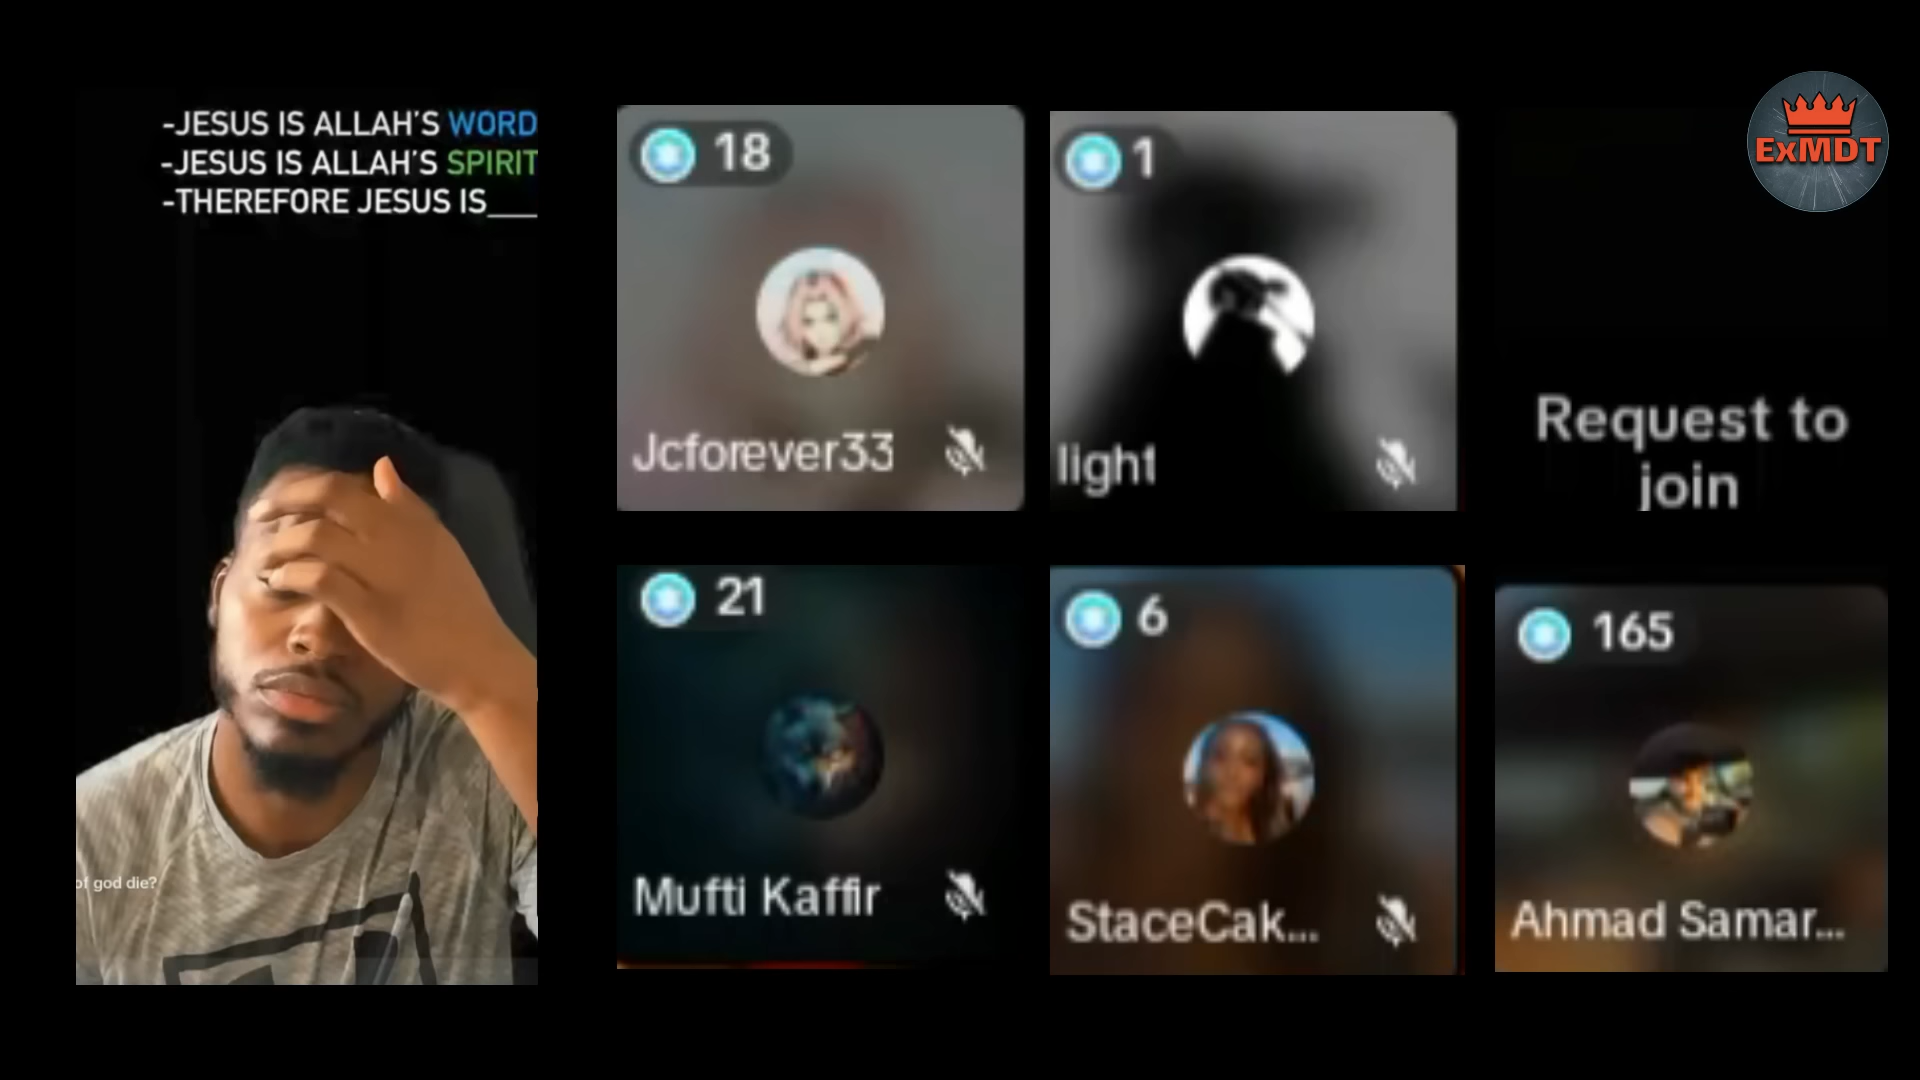 -JESUS IS ALLAH'S WORD
-JESUS IS ALLAH'S SPIRIT
-THEREFORE JESUS IS___
of god die?
18
Jcforever33
1
light
Request to
join
ExMDT
21
Mufti Kaffir
6
StaceCak...
165
Ahmad Samar...